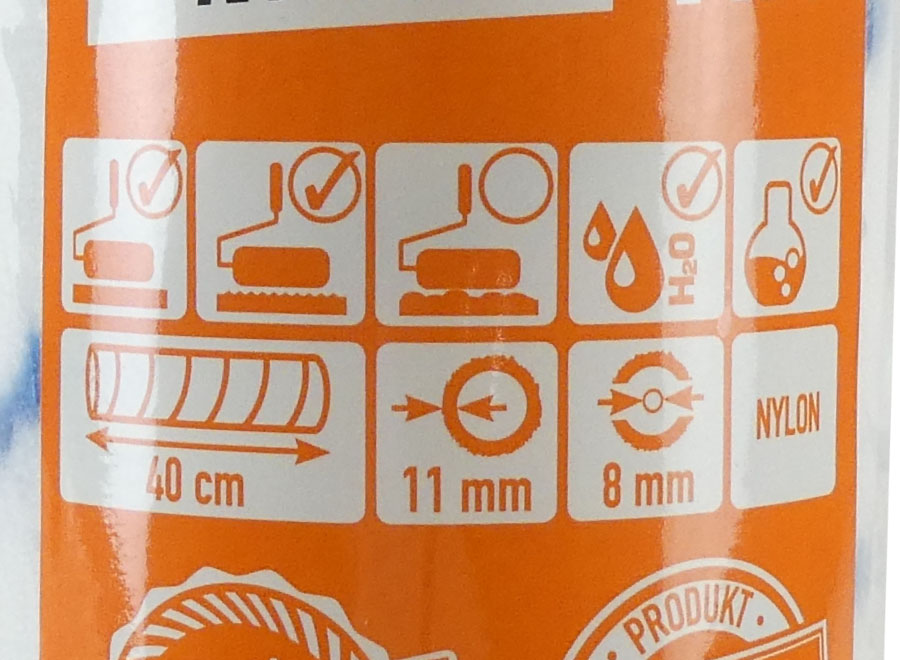 H₂O
40 cm
11 mm
8 mm
NYLON
· PRODUKT ·